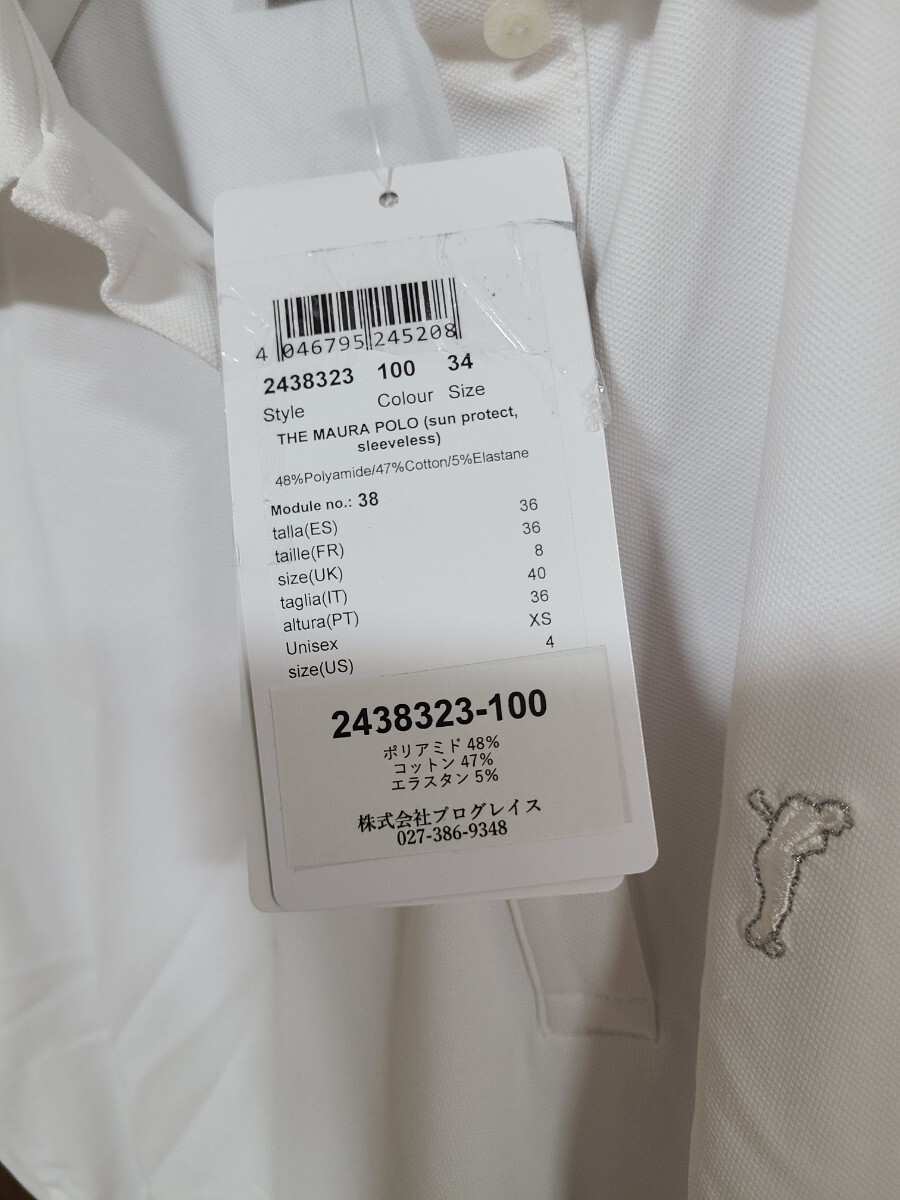 4 046795 245208
2438323 100 34
Style Colour Size
THE MAURA POLO (sun protect,
sleeveless)
48%Polyamide/47%Cotton/5%Elastane
Module no.: 38
talla(ES) 36
taille(FR) 36
size(UK) 8
taglia(IT) 40
altura(PT) 36
Unisex XS
size(US) 4
2438323-100
ポリアミド 48%
コットン 47%
エラスタン 5%
株式会社プログレイス
027-386-9348